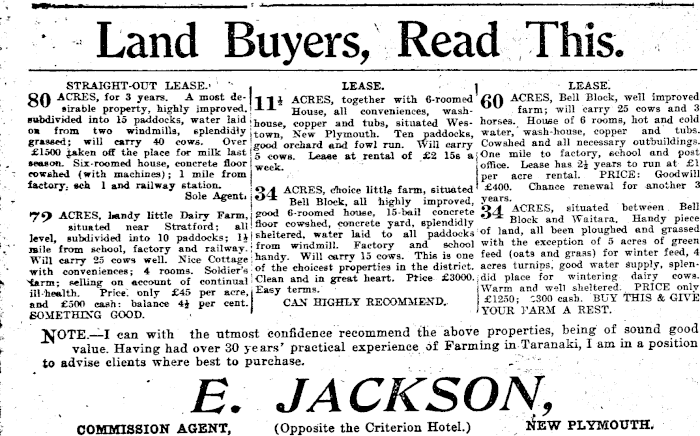 Land Buyers, Read This.
STRAIGHT-OUT LEASE.
80 ACRES, for 3 years. A most de-
sirable property, highly improved,
subdivided into 15 paddocks, water laid
on from two windmills, splendidly
grassed; will carry 40 cows. Over
£1500 taken off the place for milk last
season. Six-roomed house, concrete floor
cowshed (with machines); 1 mile from
factory, sch l and railway station.
Sole Agent.
72 ACRES, handy little Dairy Farm,
situated near Stratford; all
level, subdivided into 10 paddocks; 1½
mile from school, factory and railway.
Will carry 25 cows well. Nice Cottage
with conveniences; 4 rooms. Soldier's
farm; selling on account of continual
ill-health. Price, only £45 per acre,
and £500 cash: balance 4½ per cent.
SOMETHING GOOD.
LEASE.
11½ ACRES, together with 6-roomed
House, all conveniences, wash-
house, copper and tubs, situated Wes-
town, New Plymouth. Ten paddocks,
good orchard and fowl run. Will carry
5 cows. Lease at rental of £2 15s a
week.
34 ACRES, choice little farm, situated
Bell Block, all highly improved,
good 6-roomed house, 15-bail concrete
floor cowshed, concrete yard, splendidly
sheltered, water laid to all paddocks
from windmill. Factory and school
handy. Will carry 15 cows. This is one
of the choicest properties in the district.
Clean and in great heart. Price £3000.
Easy terms.
CAN HIGHLY RECOMMEND.
LEASE.
60 ACRES, Bell Block, well improved
farm; will carry 25 cows and 3
horses. House of 6 rooms, hot and cold
water, wash-house, copper and tubs.
Cowshed and all necessary outbuildings.
One mile to factory, school and post
office. Lease has 2½ years to run at £1
per acre rental. PRICE: Goodwill
£400. Chance renewal for another 3
years.
34 ACRES, situated between Bell
Block and Waitara. Handy piece
of land, all been ploughed and grassed
with the exception of 5 acres of green
feed (oats and grass) for winter feed, 4
acres turnips, good water supply, splen-
did place for wintering dairy cows.
Warm and well sheltered. PRICE only
£1250; £300 cash. BUY THIS & GIVE
YOUR FARM A REST.
NOTE.—I can with the utmost confidence recommend the above properties, being of sound good
value. Having had over 30 years' practical experience of Farming in Taranaki, I am in a position
to advise clients where best to purchase.
E. JACKSON,
COMMISSION AGENT, (Opposite the Criterion Hotel.) NEW PLYMOUTH.